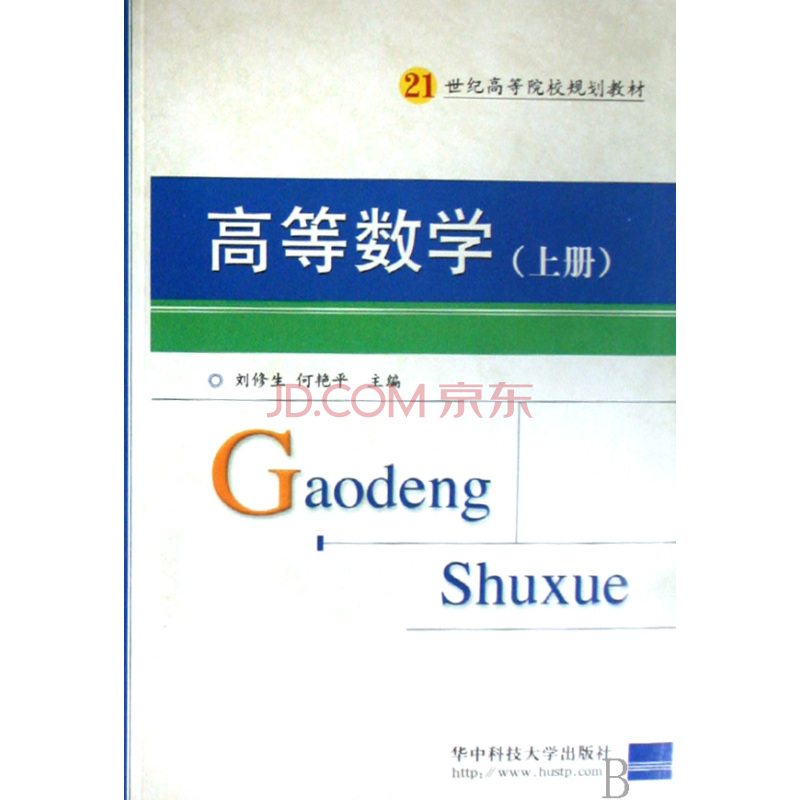 21世纪高等院校规划教材
高等数学（上册）
刘修生 何艳平 主编
JD.COM 京东
Gaodeng
Shuxue
华中科技大学出版社
http://www.hustp.com
B